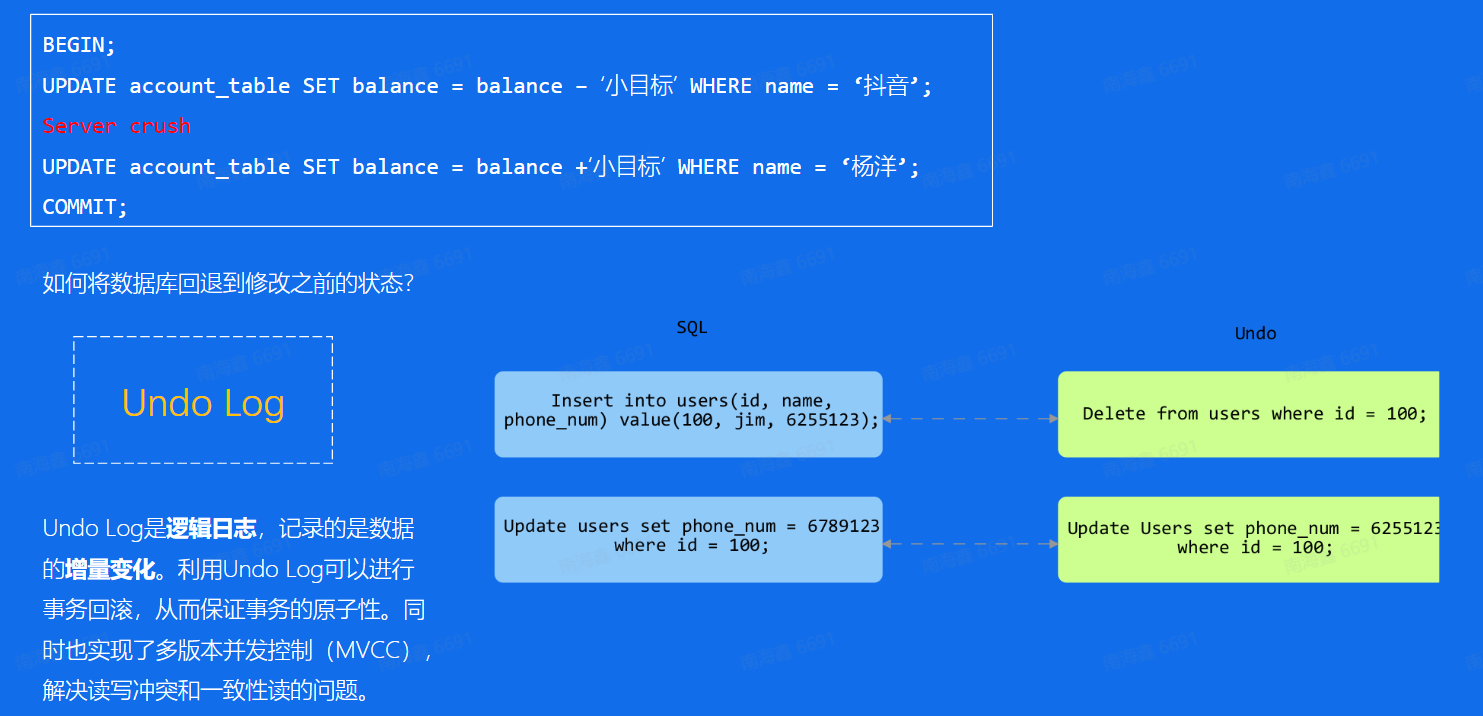 BEGIN;
UPDATE account_table SET balance = balance – ‘小目标’ WHERE name = ‘抖音’;
Server crush
UPDATE account_table SET balance = balance +‘小目标’ WHERE name = ‘杨洋’;
COMMIT;
如何将数据库回退到修改之前的状态?
Undo Log
Undo Log是逻辑日志，记录的是数据
的增量变化。利用Undo Log可以进行
事务回滚，从而保证事务的原子性。同
时也实现了多版本并发控制（MVCC），
解决读写冲突和一致性读的问题。
SQL
Undo
Insert into users(id, name,
phone_num) value(100, jim, 6255123);
Delete from users where id = 100;
Update users set phone_num = 6789123
where id = 100;
Update Users set phone_num = 6255123
where id = 100;
南海鑫 6691